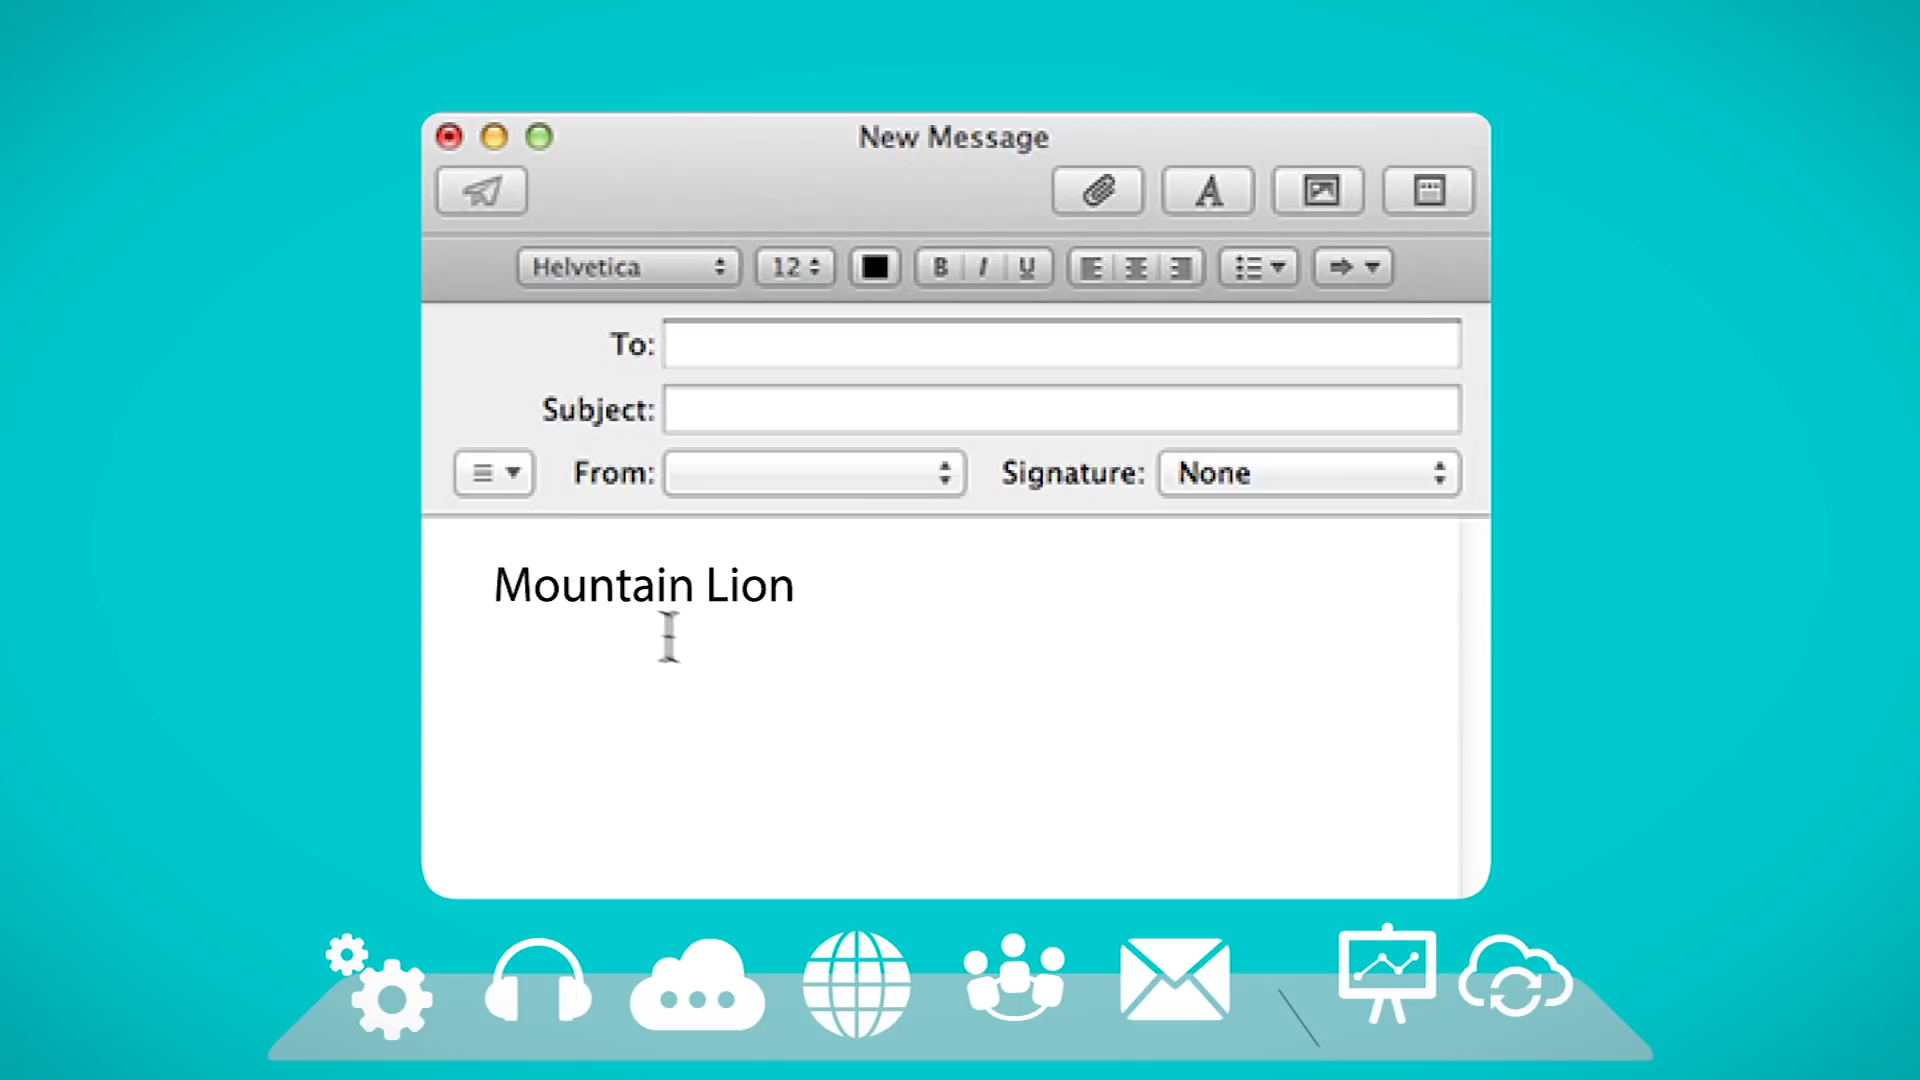 New Message
A
Helvetica 12 B I U
To:
Subject:
From: Signature: None
Mountain Lion